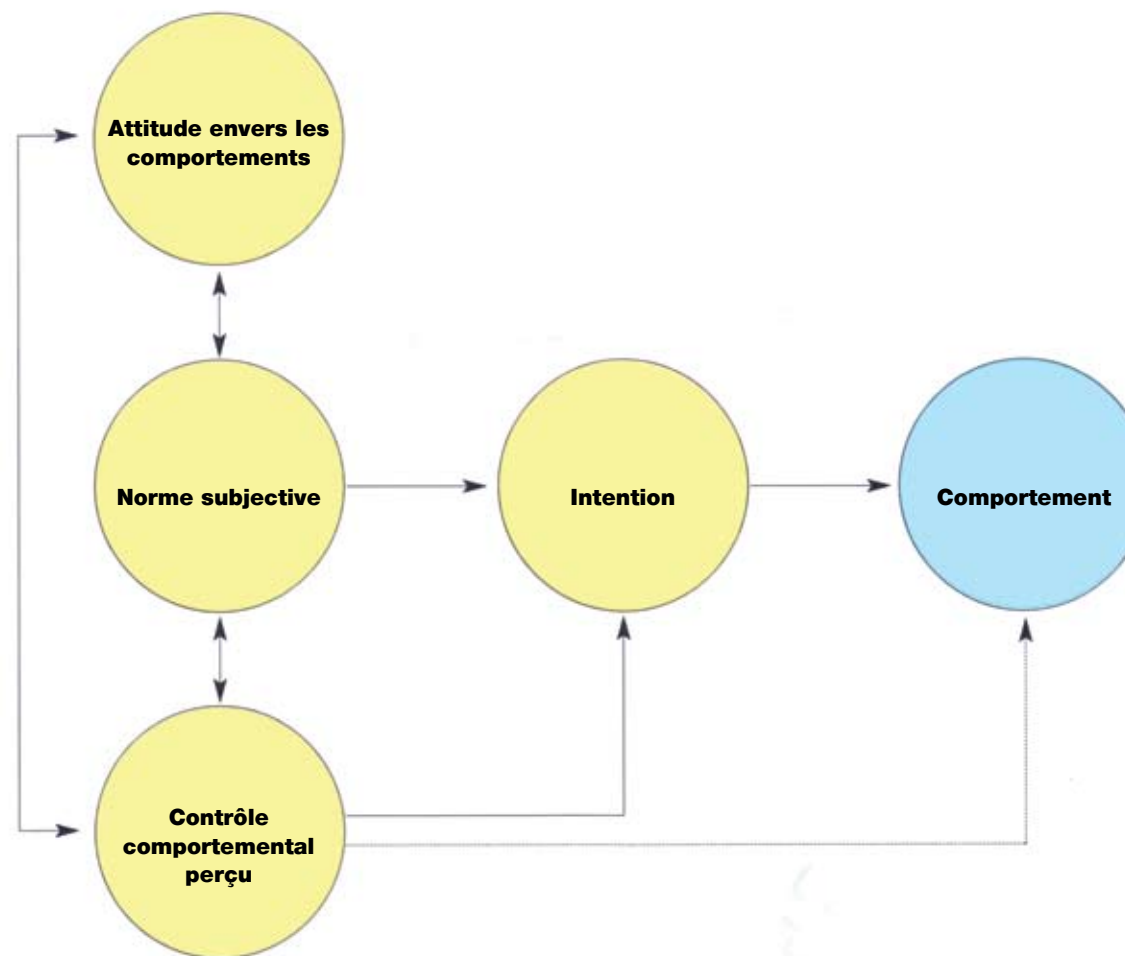 Attitude envers les
comportements
Norme subjective
Intention
Comportement
Contrôle
comportemental
perçu